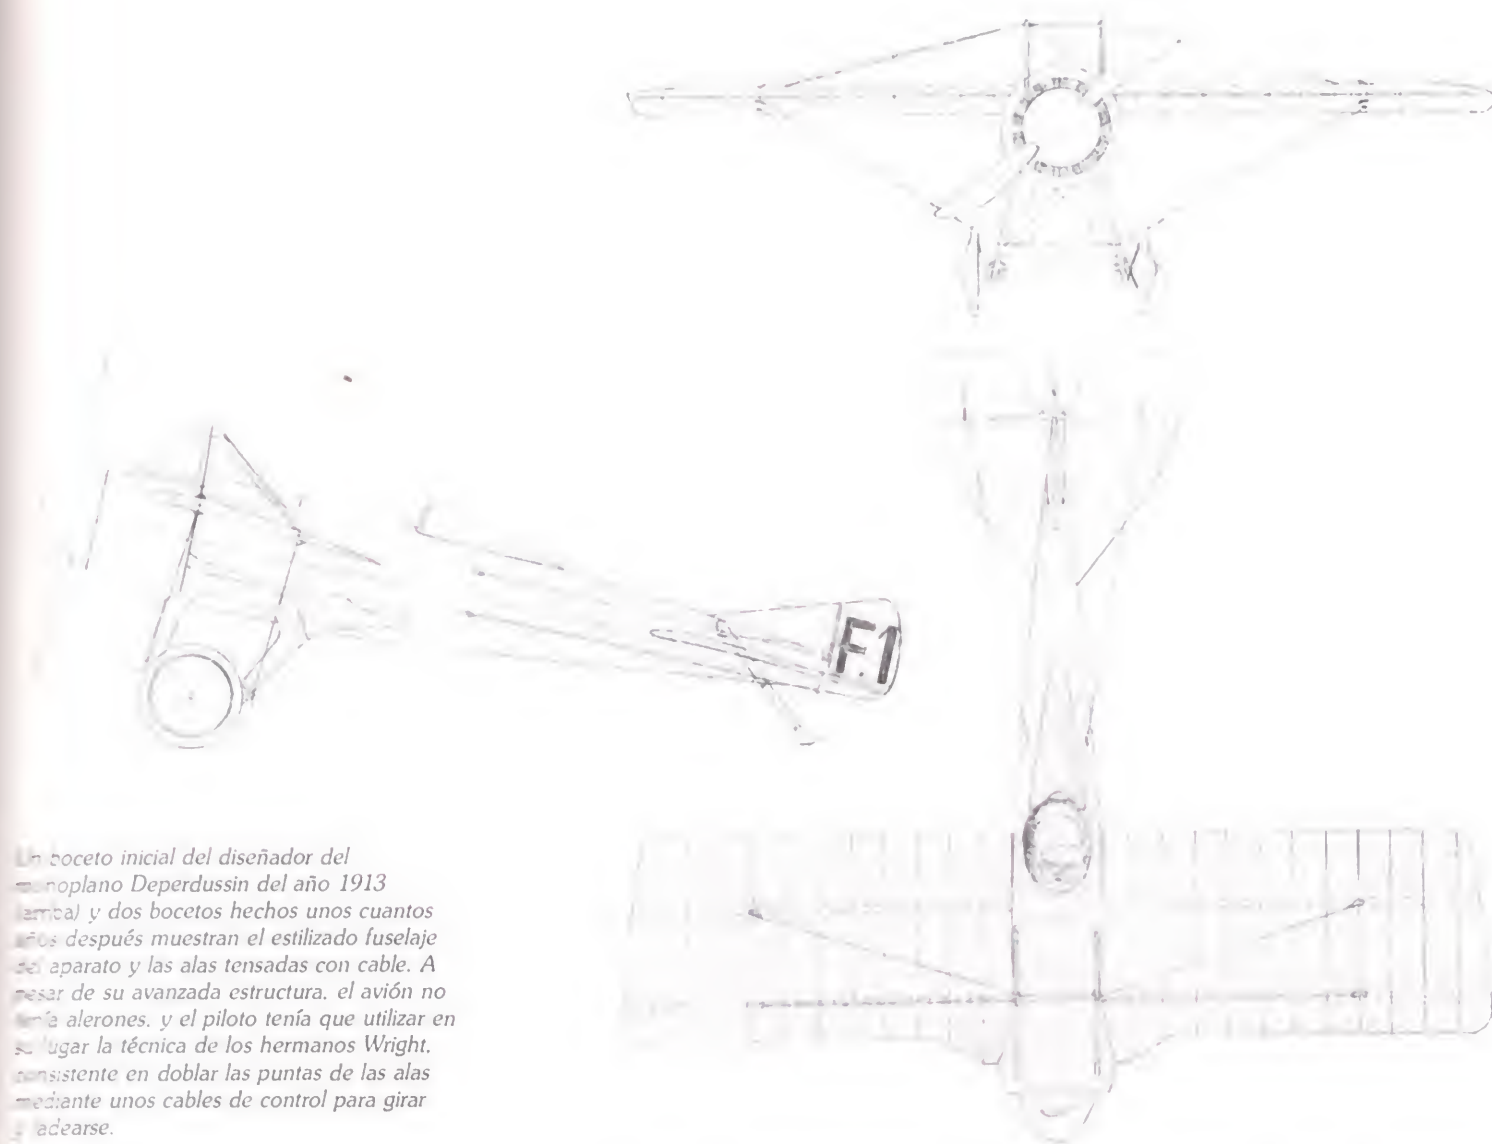 F.1
boceto inicial del diseñador del
Deperdussin del año 1913
y dos bocetos hechos unos cuantos
después muestran el estilizado fuselaje
aparato y las alas tensadas con cable. A
de su avanzada estructura. el avión no
alerones. y el piloto tenía que utilizar en
la técnica de los hermanos Wright.
en doblar las puntas de las alas
unos cables de control para girar